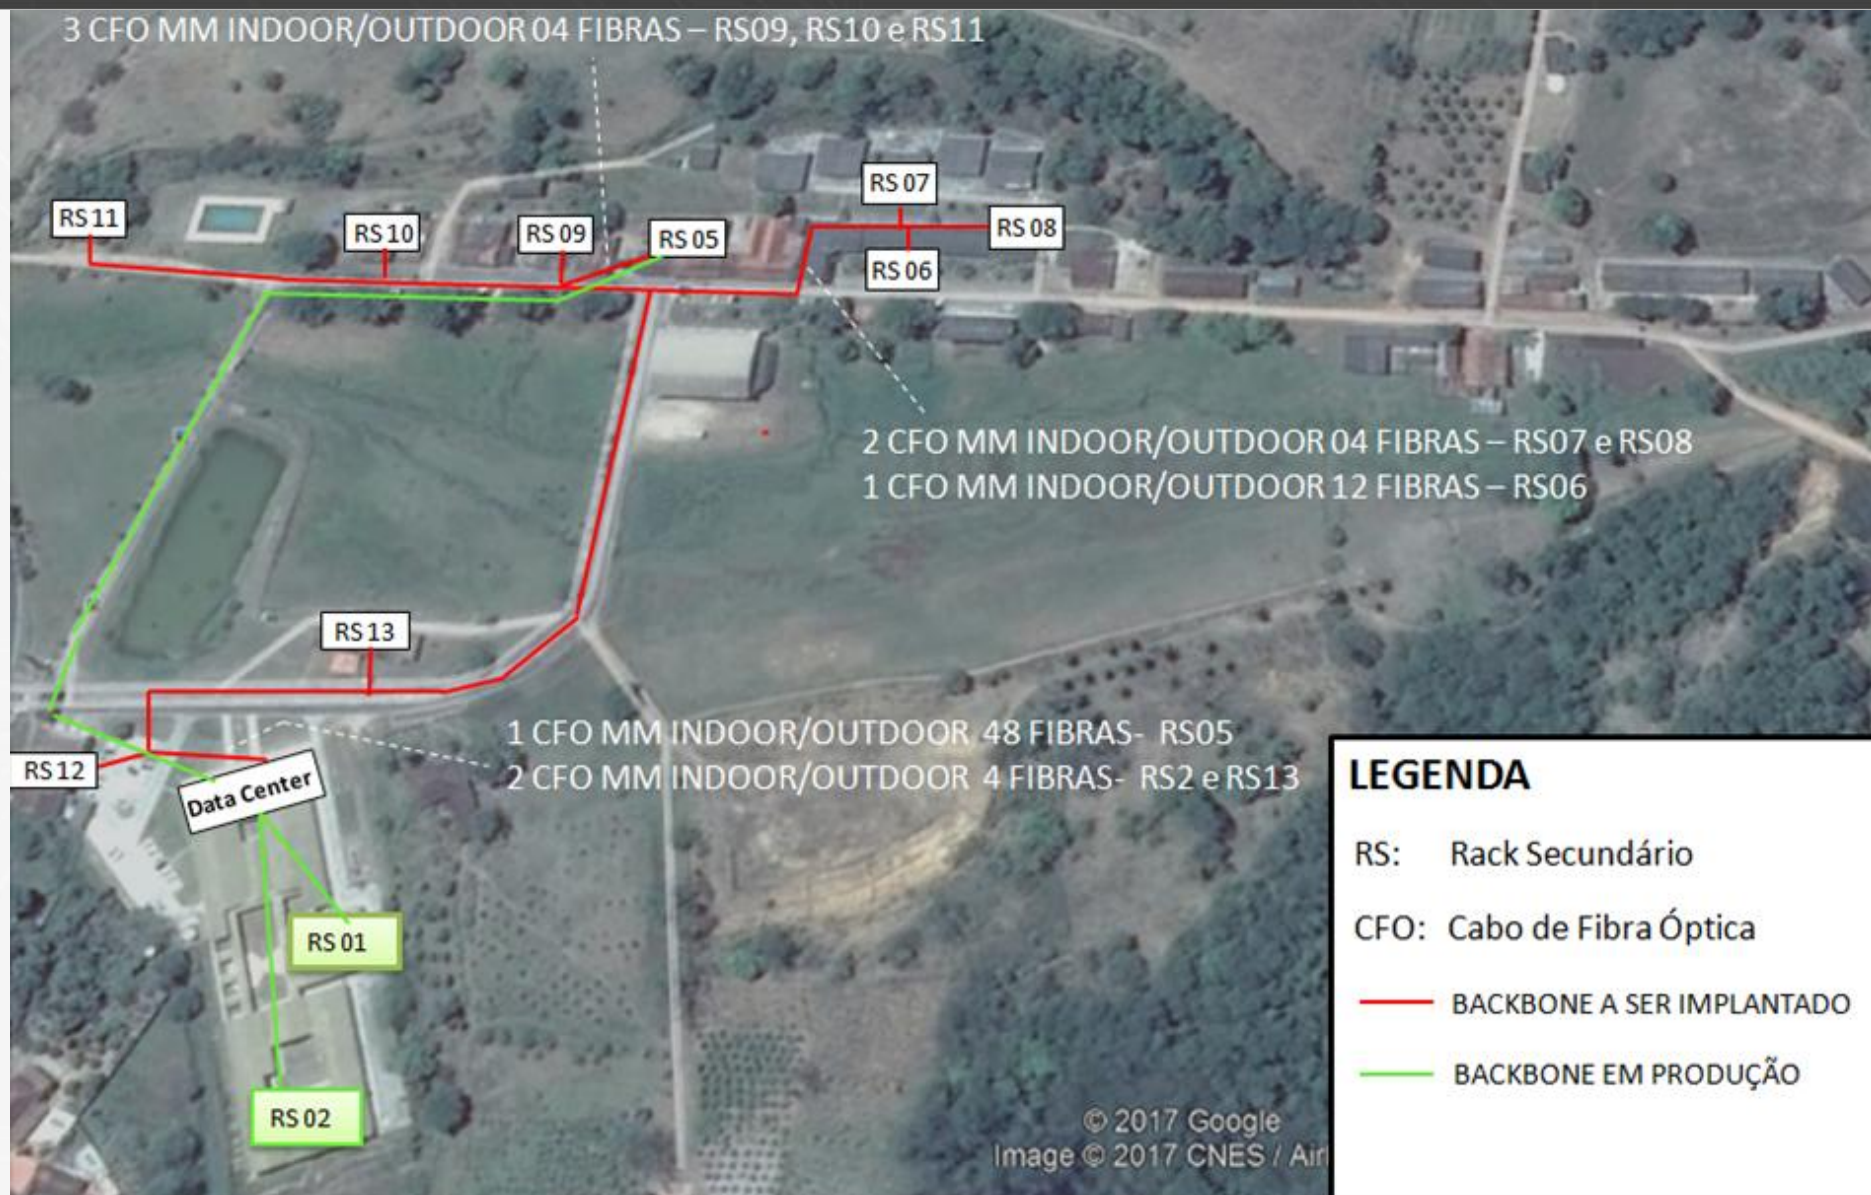 3 CFO MM INDOOR/OUTDOOR 04 FIBRAS – RS09, RS10 e RS11
RS 07
RS 11
RS 10
RS 09
RS 05
RS 08
RS 06
2 CFO MM INDOOR/OUTDOOR 04 FIBRAS – RS07 e RS08
1 CFO MM INDOOR/OUTDOOR 12 FIBRAS – RS06
RS 13
1 CFO MM INDOOR/OUTDOOR 48 FIBRAS- RS05
2 CFO MM INDOOR/OUTDOOR 4 FIBRAS- RS2 e RS13
RS 12
Data Center
RS 01
RS 02
LEGENDA
RS: Rack Secundário
CFO: Cabo de Fibra Óptica
BACKBONE A SER IMPLANTADO
BACKBONE EM PRODUÇÃO
© 2017 Google
Image © 2017 CNES / Air